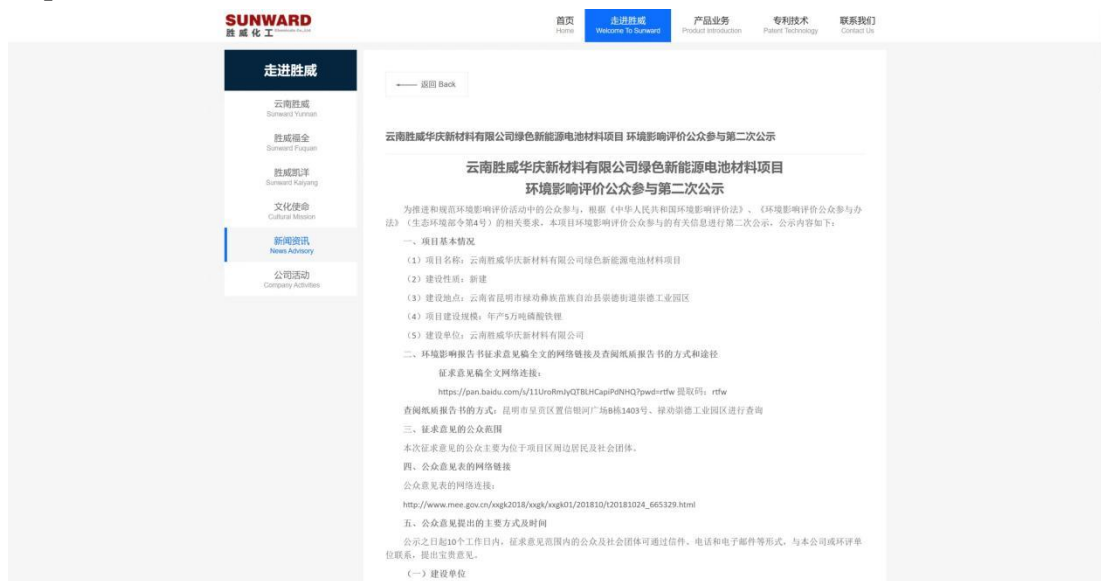 SUNWARD
胜威化工
首页
Home
走进胜威
Welcome To Sunward
产品业务
Product Introduction
专利技术
Patent Technology
联系我们
Contact Us
走进胜威
云南胜威
Sunward Yunnan
胜威福全
Sunward Fuquan
胜威凯洋
Sunward Kaiyang
文化使命
Cultural Mission
新闻资讯
News Advisory
公司活动
Company Activities
返回 Back
云南胜威华庆新材料有限公司绿色新能源电池材料项目 环境影响评价公众参与第二次公示
云南胜威华庆新材料有限公司绿色新能源电池材料项目
环境影响评价公众参与第二次公示
为推进和规范环境影响评价活动中的公众参与，根据《中华人民共和国环境影响评价法》、《环境影响评价公众参与办
法》（生态环境部令第4号）的相关要求，本项目环境影响评价公众参与的有关信息进行第二次公示，公示内容如下：
一、项目基本情况
（1）项目名称：云南胜威华庆新材料有限公司绿色新能源电池材料项目
（2）建设性质：新建
（3）建设地点：云南省昆明市禄劝彝族苗族自治县崇德街道崇德工业园区
（4）项目建设规模：年产5万吨磷酸铁锂
（5）建设单位：云南胜威华庆新材料有限公司
二、环境影响报告书征求意见稿全文的网络链接及查阅纸质报告书的方式和途径
征求意见稿全文网络连接：
https://pan.baidu.com/s/11UroRmJyQTBLHCapiPdNHQ?pwd=rtfw 提取码：rtfw
查阅纸质报告书的方式：昆明市呈贡区置信银河广场B栋1403号、禄劝崇德工业园区进行查询
三、征求意见的公众范围
本次征求意见的公众主要为位于项目区周边居民及社会团体。
四、公众意见表的网络链接
公众意见表的网络连接：
http://www.mee.gov.cn/xxgk2018/xxgk/xxgk01/201810/t20181024_665329.html
五、公众意见提出的主要方式及时间
公示之日起10个工作日内，征求意见范围内的公众及社会团体可通过信件、电话和电子邮件等形式，与本公司或环评单
位联系，提出宝贵意见。
（一）建设单位